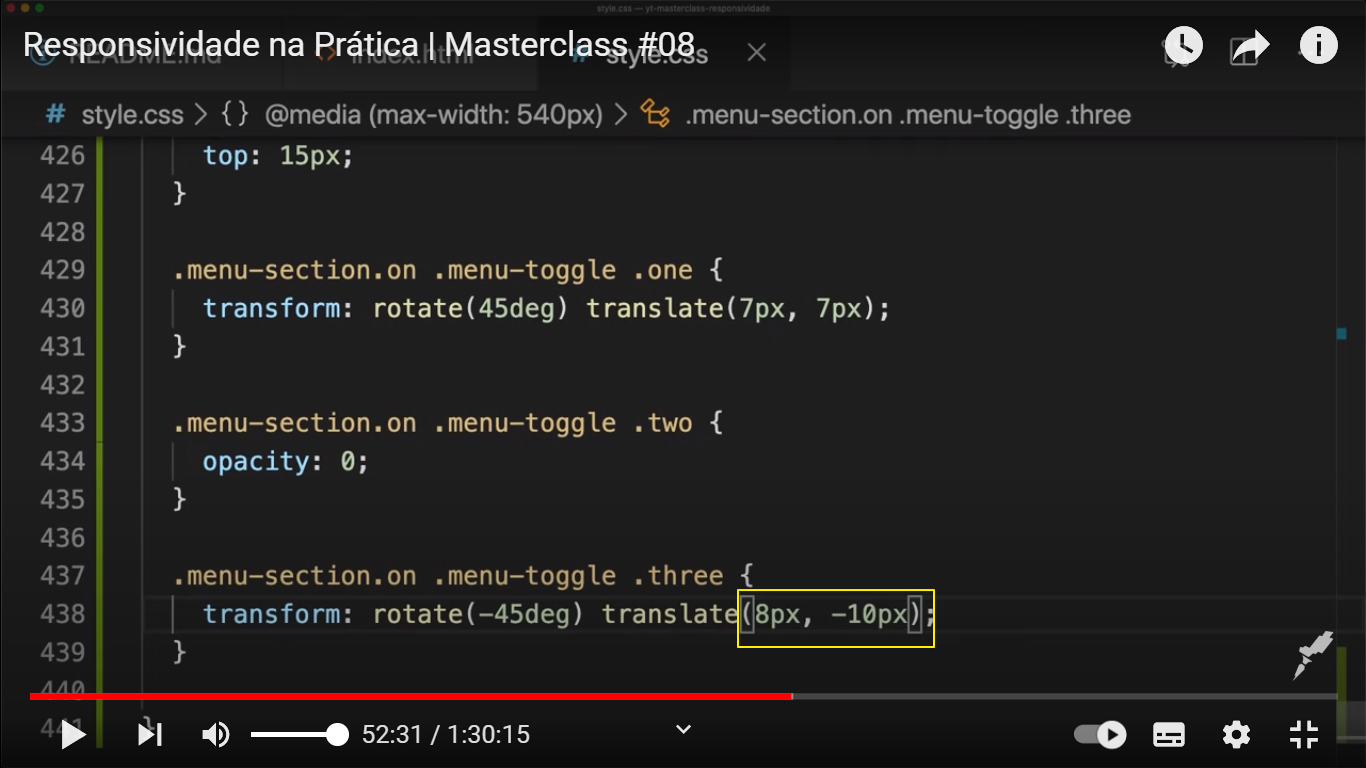 style.css — yt-masterclass-responsividade
Responsividade na Prática | Masterclass #08
README.md index.html # style.css
# style.css > {} @media (max-width: 540px) > .menu-section.on .menu-toggle .three
426 top: 15px;
427 }
428
429 .menu-section.on .menu-toggle .one {
430 transform: rotate(45deg) translate(7px, 7px);
431 }
432
433 .menu-section.on .menu-toggle .two {
434 opacity: 0;
435 }
436
437 .menu-section.on .menu-toggle .three {
438 transform: rotate(-45deg) translate(8px, -10px);
439 }
440
441 }
52:31 / 1:30:15